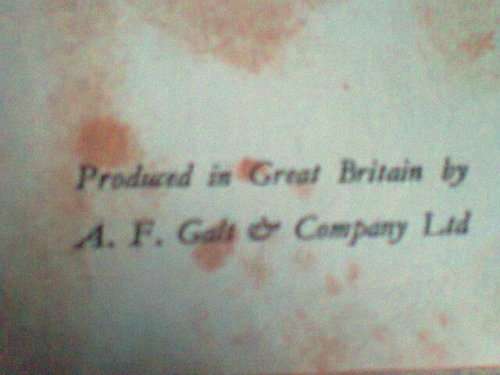 Produced in Great Britain by
A. F. Galt & Company Ltd